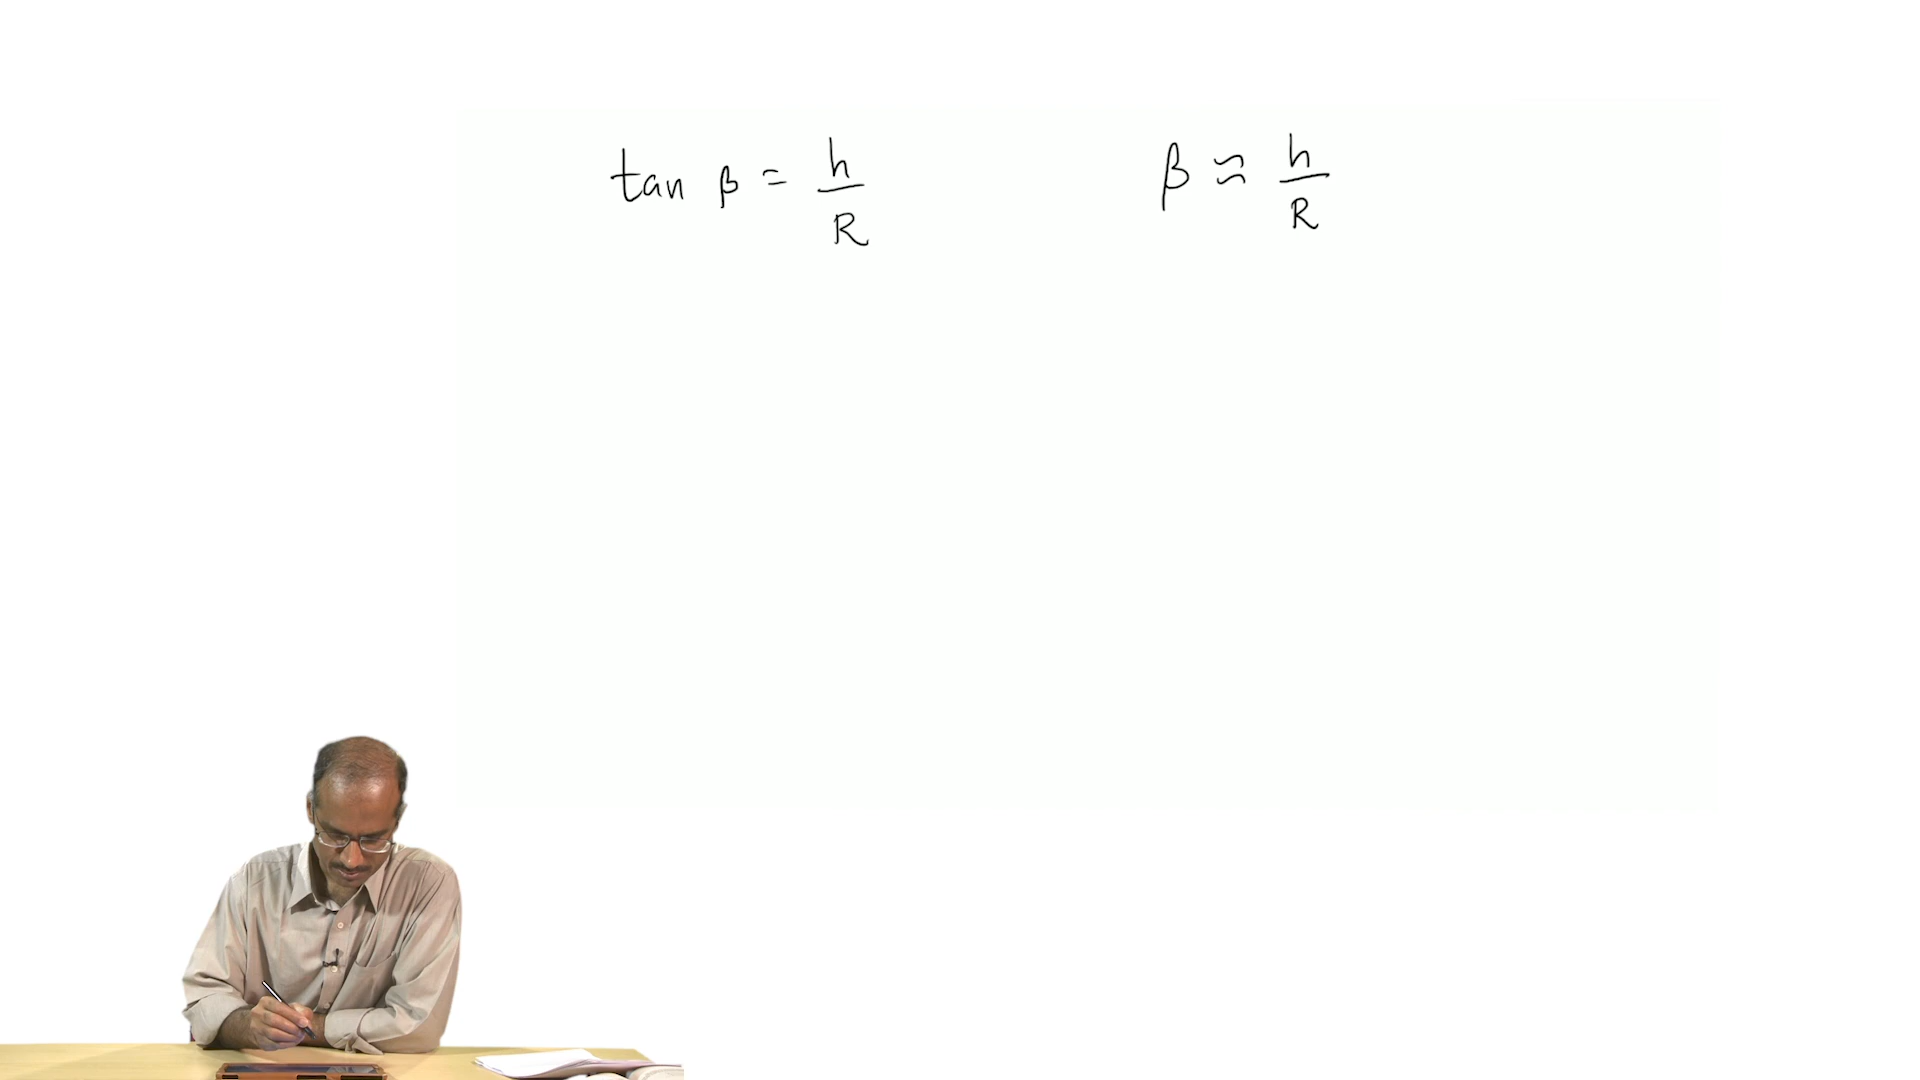 tan β = h/R
β ≈ h/R